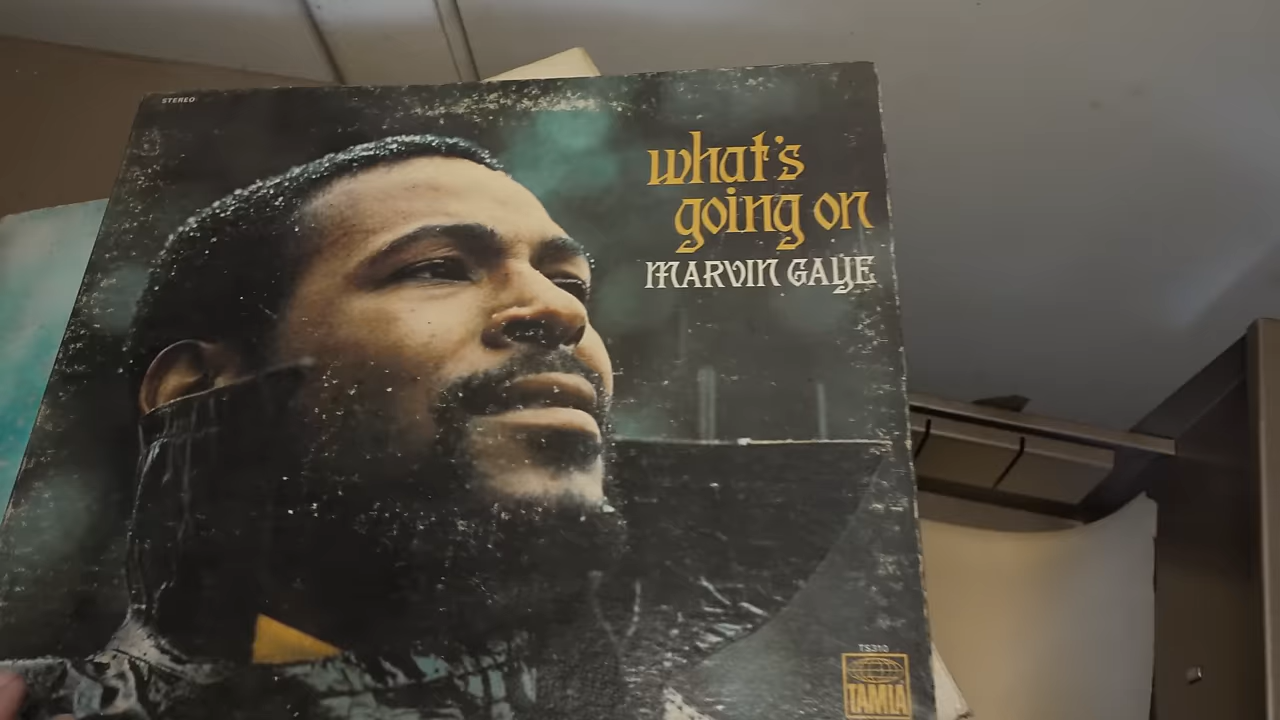 STEREO
what's
going on
MARVIN GAYE
TS310
TAMLA